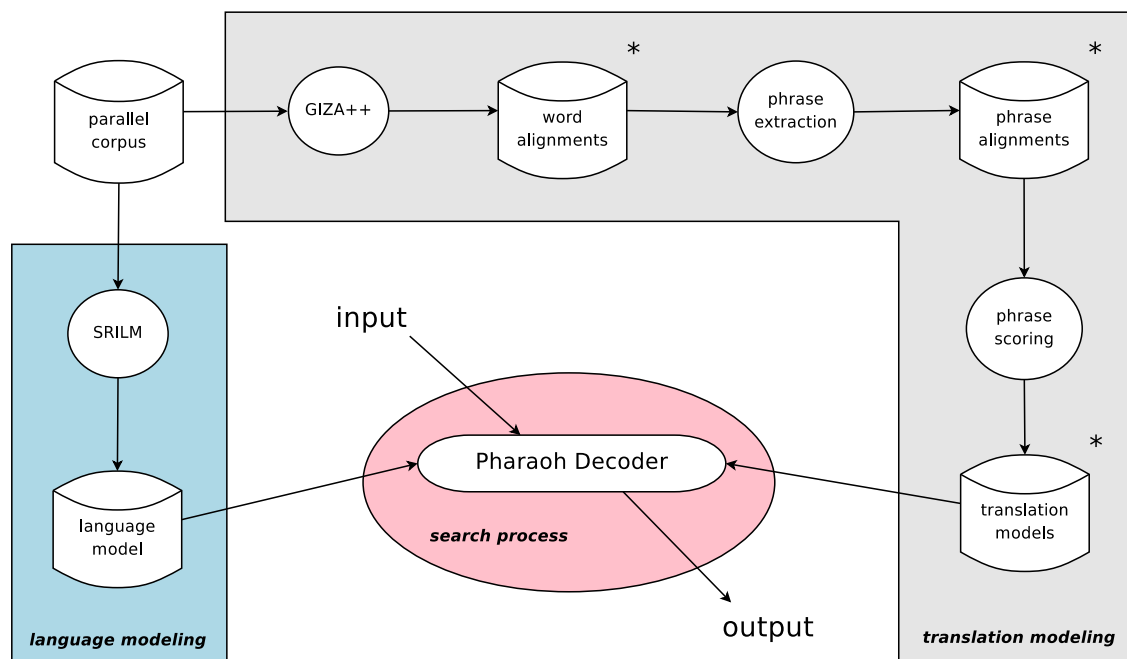 *
*
parallel
corpus
GIZA++
word
alignments
phrase
extraction
phrase
alignments
SRILM
input
phrase
scoring
Pharaoh Decoder
*
language
model
search process
translation
models
output
language modeling
translation modeling